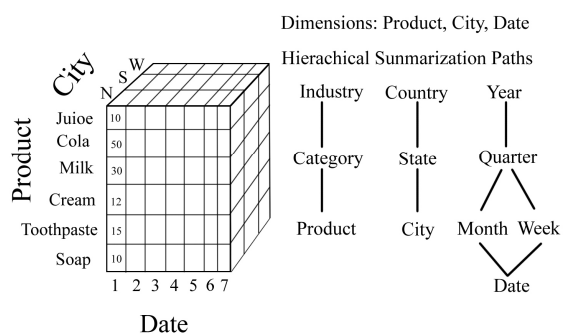 Dimensions: Product, City, Date
Hierachical Sunmarization Paths
Industry Country Year
Category State Quarter
Product City Month Week
Date
City
N S W
Product
Juioe 10
Cola 50
Milk 30
Cream 12
Toothpaste 15
Soap 10
1 2 3 4 5 6 7
Date